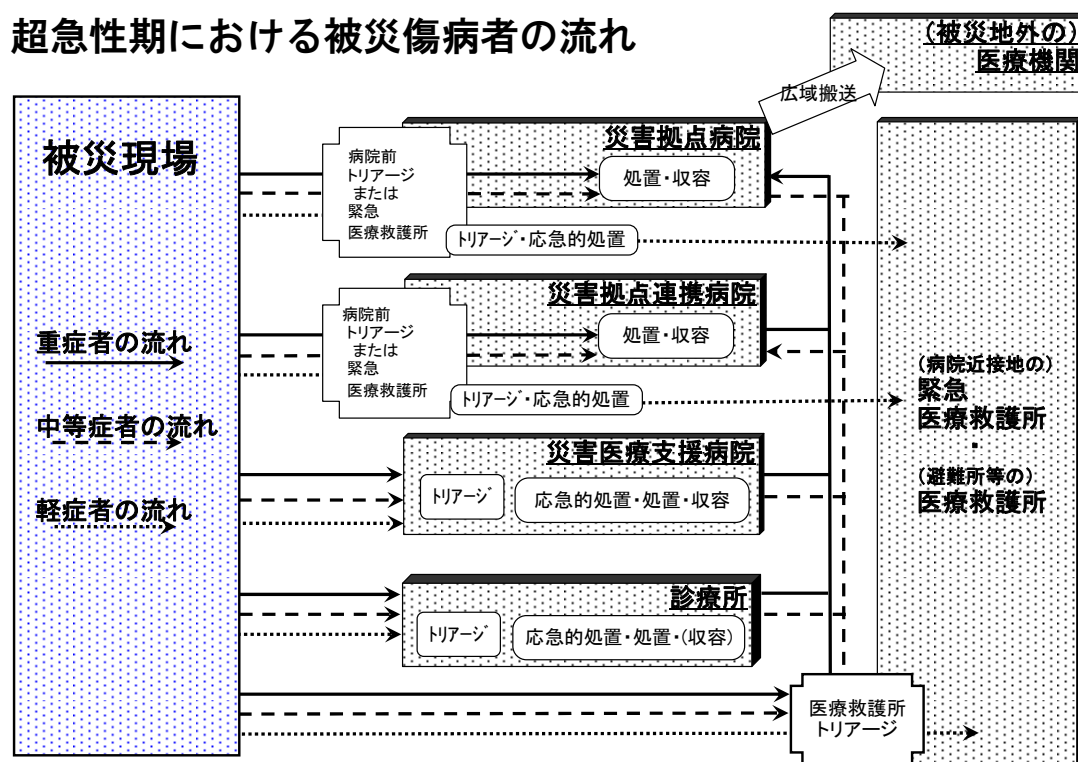 超急性期における被災傷病者の流れ
(被災地外の)
医療機関
広域搬送
被災現場
災害拠点病院
病院前
トリアージ
または
緊急
医療救護所
処置・収容
ﾄﾘｱｰｼﾞ・応急的処置
災害拠点連携病院
病院前
トリアージ
または
緊急
医療救護所
処置・収容
ﾄﾘｱｰｼﾞ・応急的処置
重症者の流れ
中等症者の流れ
軽症者の流れ
(病院近接地の)
緊急
医療救護所
・
(避難所等の)
医療救護所
災害医療支援病院
ﾄﾘｱｰｼﾞ
応急的処置・処置・収容
診療所
ﾄﾘｱｰｼﾞ
応急的処置・処置・(収容)
医療救護所
トリアージ